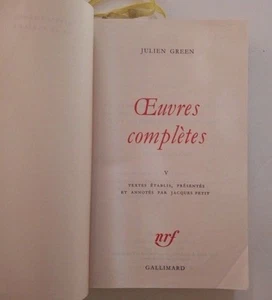 JULIEN GREEN
Œuvres
complètes
V
TEXTES ÉTABLIS, PRÉSENTÉS
ET ANNOTÉS PAR JACQUES PETIT
nrf
GALLIMARD